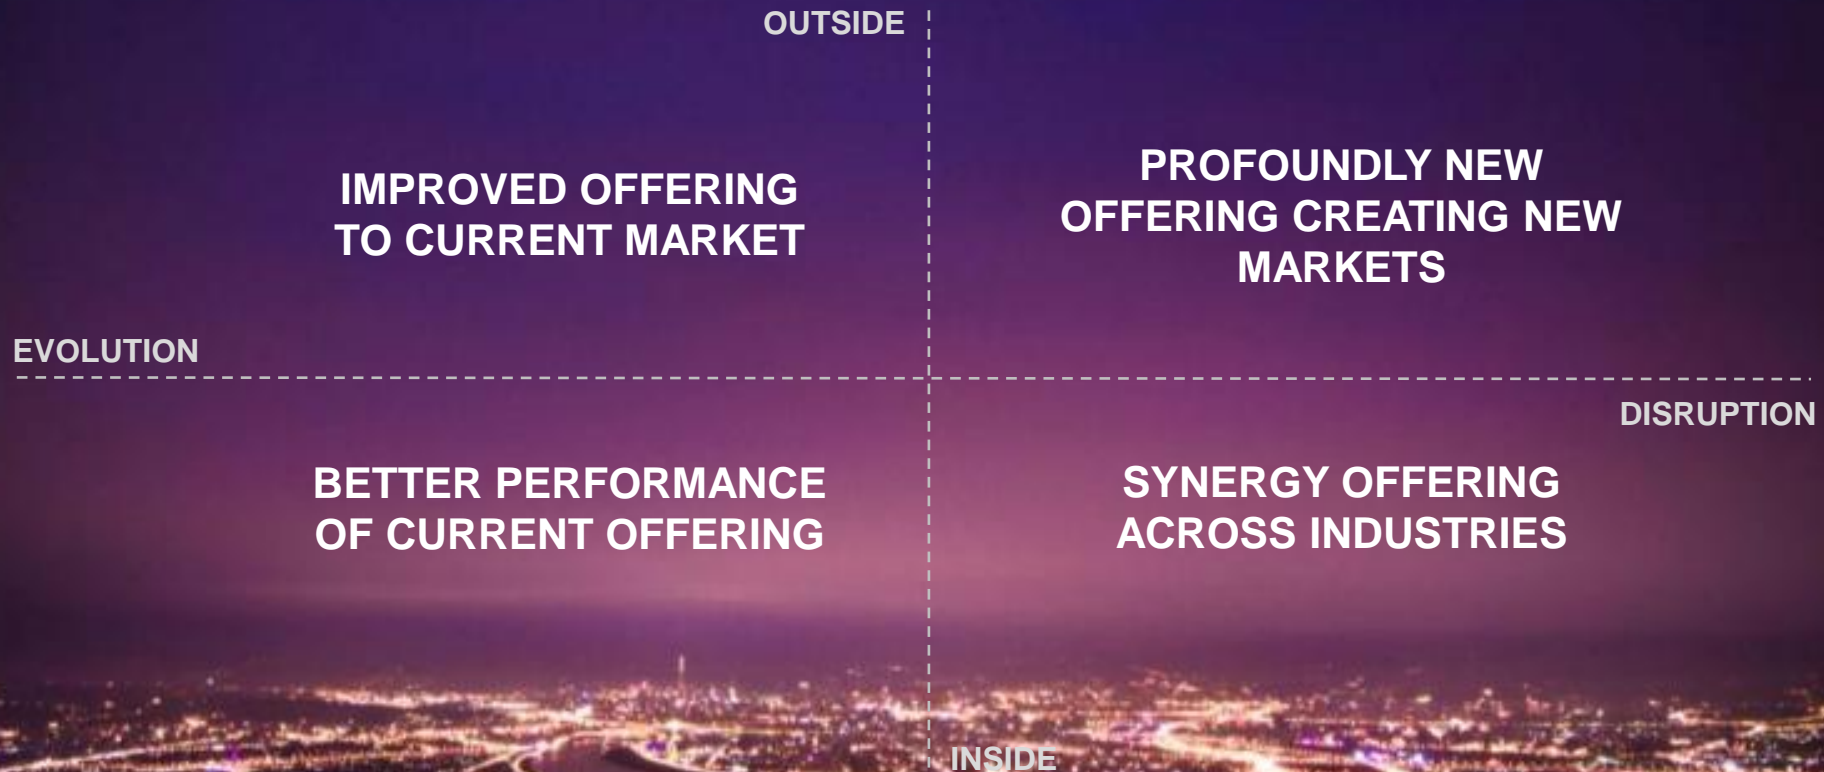 OUTSIDE
IMPROVED OFFERING
TO CURRENT MARKET
PROFOUNDLY NEW
OFFERING CREATING NEW
MARKETS
EVOLUTION
DISRUPTION
BETTER PERFORMANCE
OF CURRENT OFFERING
SYNERGY OFFERING
ACROSS INDUSTRIES
INSIDE